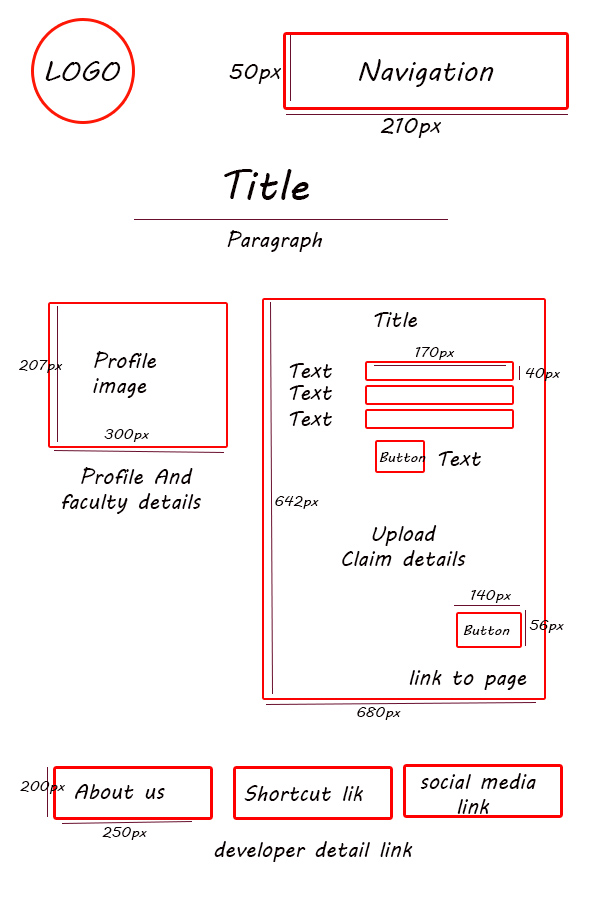 LOGO
50px
Navigation
210px
Title
Paragraph
207px
Profile
image
300px
Profile And
faculty details
Title
170px
Text
40px
Text
Text
Button
Text
642px
Upload
Claim details
140px
Button
56px
link to page
680px
200px
About us
250px
Shortcut lik
social media
link
developer detail link